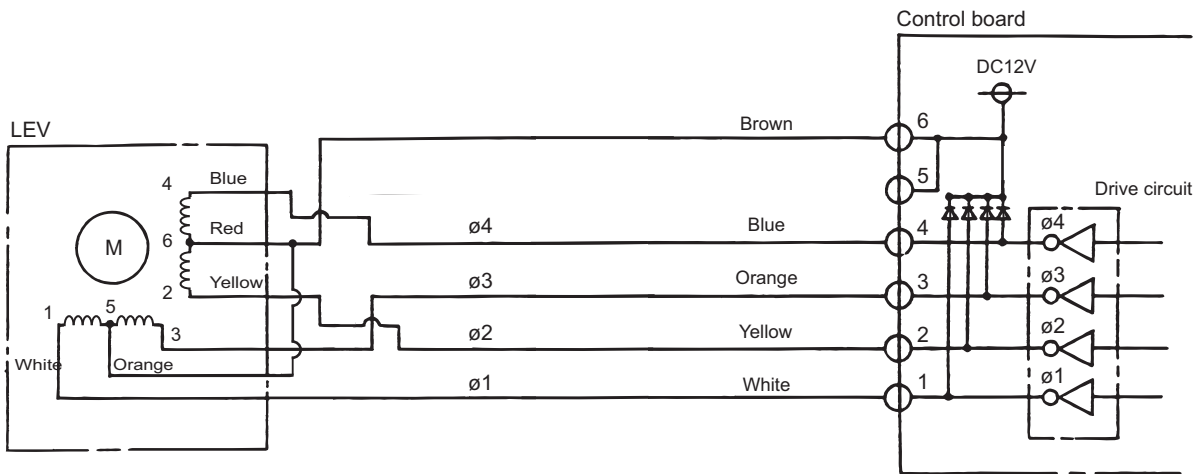 Control board
DC12V
LEV
Brown
6
4
Blue
5
Drive circuit
Red
ø4
Blue
4
ø4
M
6
Yellow
2
ø3
Orange
3
ø3
1
5
3
ø2
Yellow
2
ø2
White
Orange
ø1
White
1
ø1